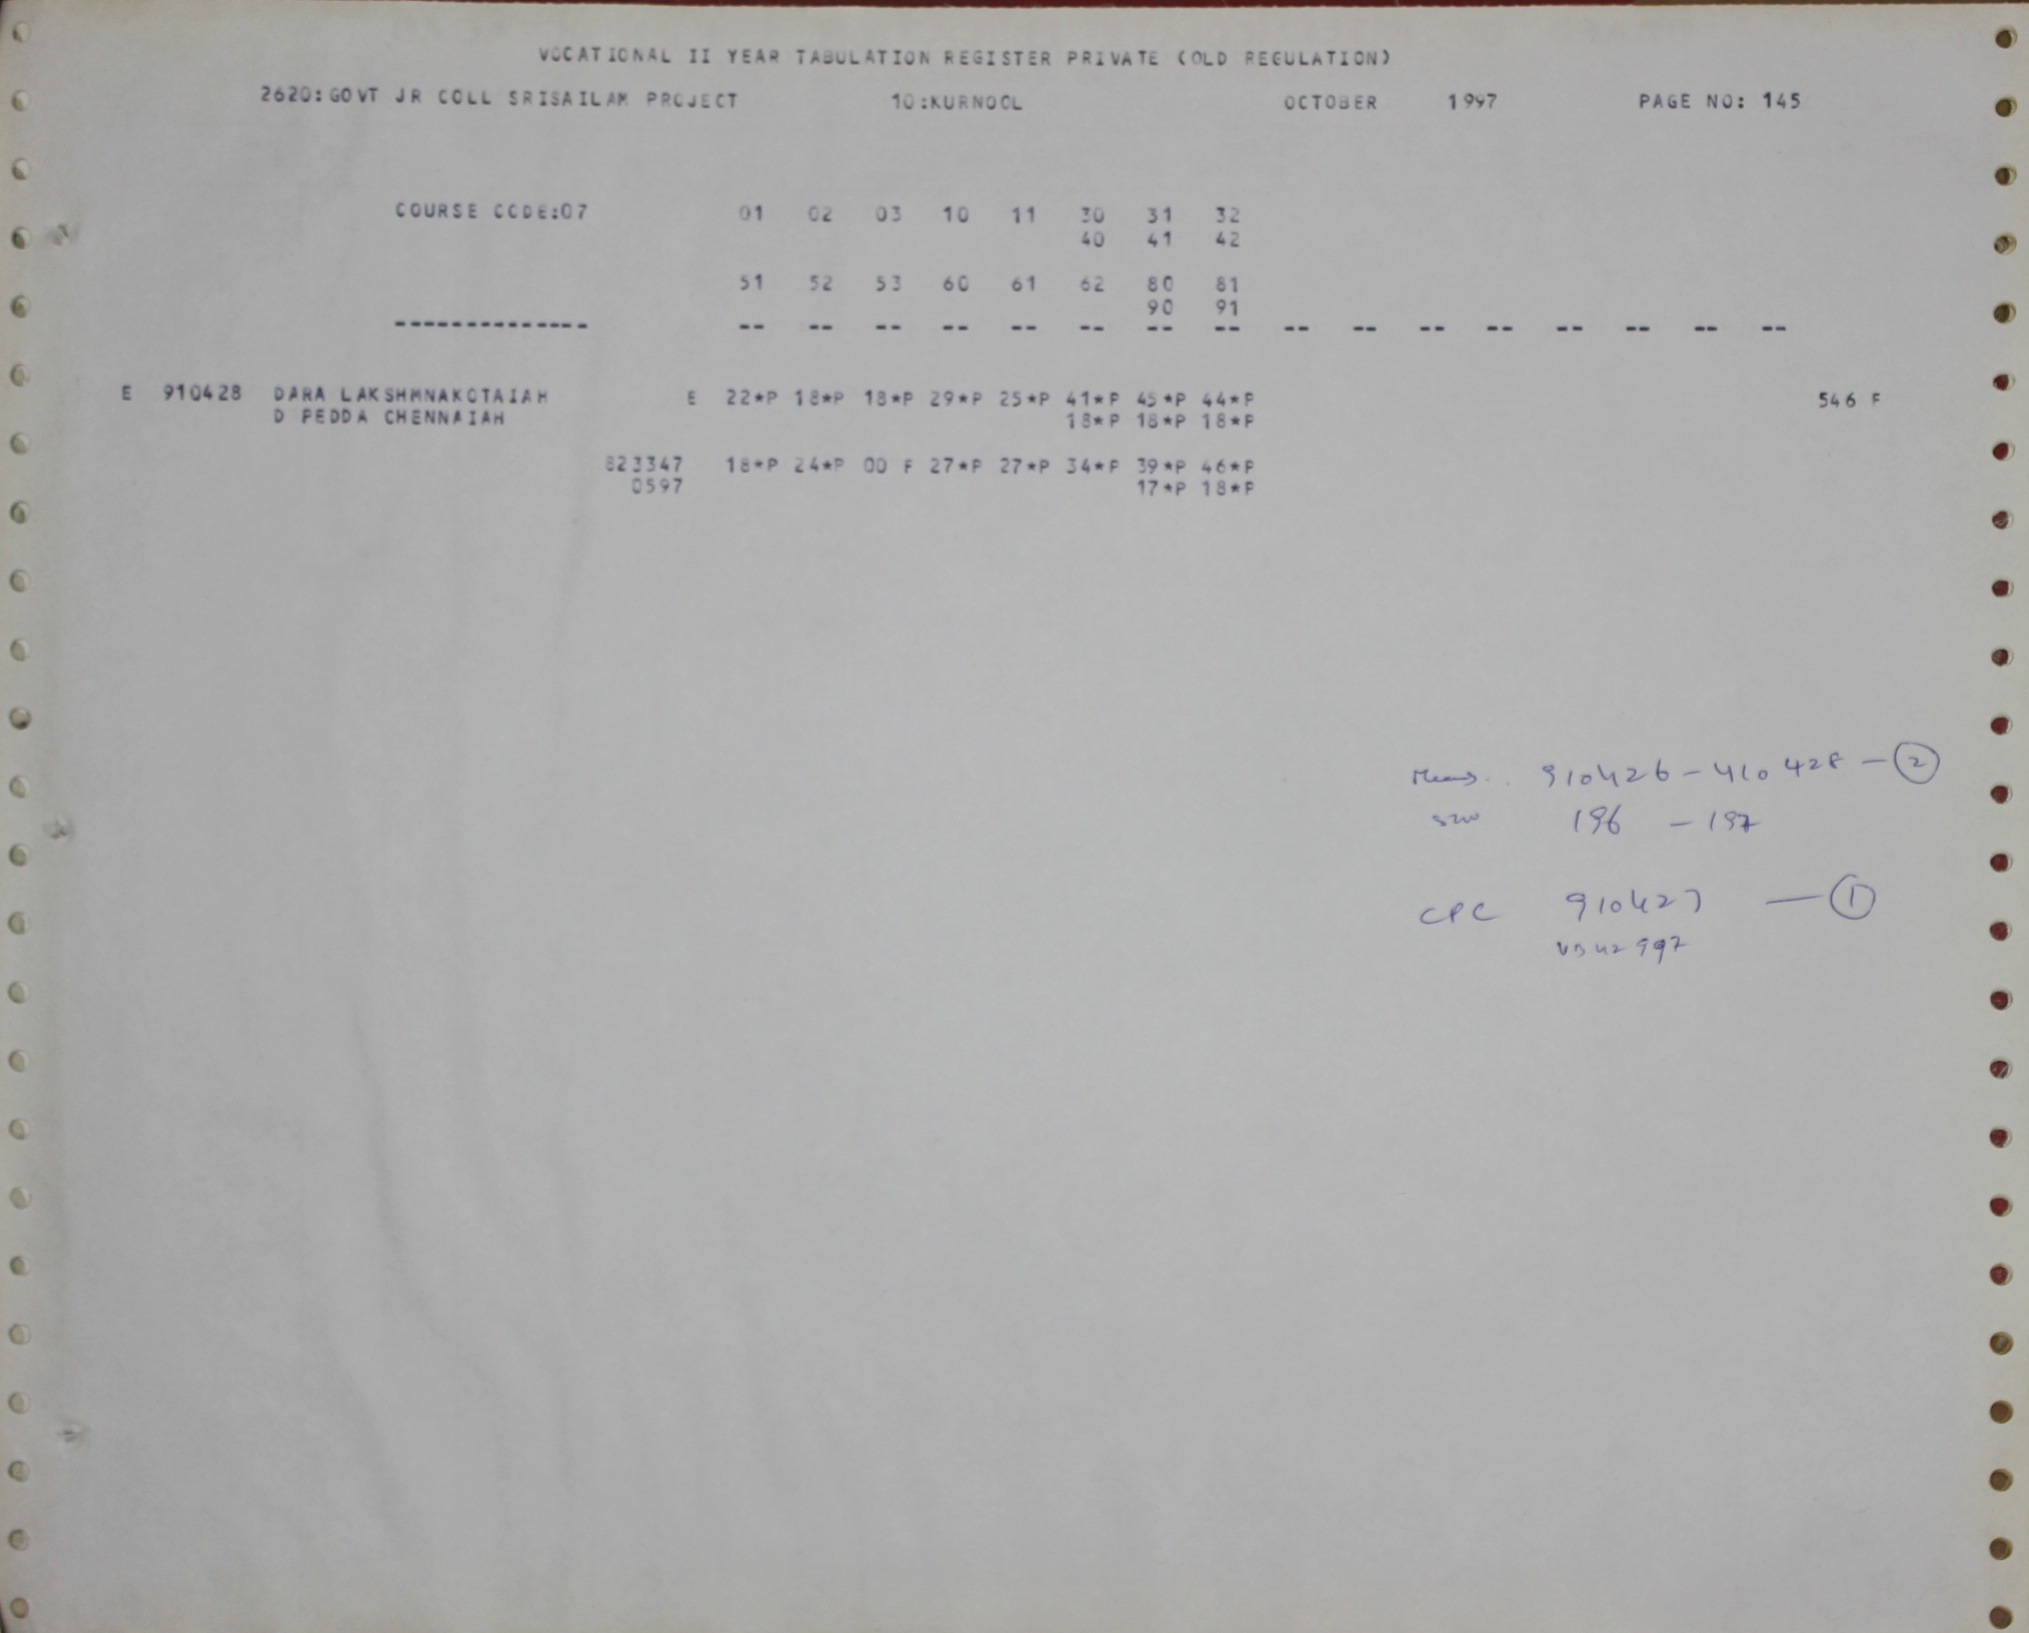 VOCATIONAL II YEAR TABULATION REGISTER PRIVATE (OLD REGULATION)
2620:GOVT JR COLL SRISAILAM PROJECT 10:KURNOOL OCTOBER 1997 PAGE NO: 145
COURSE CODE:07 01 02 03 10 11 30 31 32
40 41 42
51 52 53 60 61 62 80 81
90 91
-------------- -- -- -- -- -- -- -- -- -- -- -- -- -- -- -- --
E 910428 DARA LAKSHMNAKOTAIAH E 22*P 18*P 18*P 29*P 25*P 41*P 45*P 44*P 546 F
D PEDDA CHENNAIAH 18*P 18*P 18*P
823347 18*P 24*P 00 F 27*P 27*P 34*P 39*P 46*P
0597 17*P 18*P
910426 - 910428 - 2
196 - 197
CPC 910427 - 1